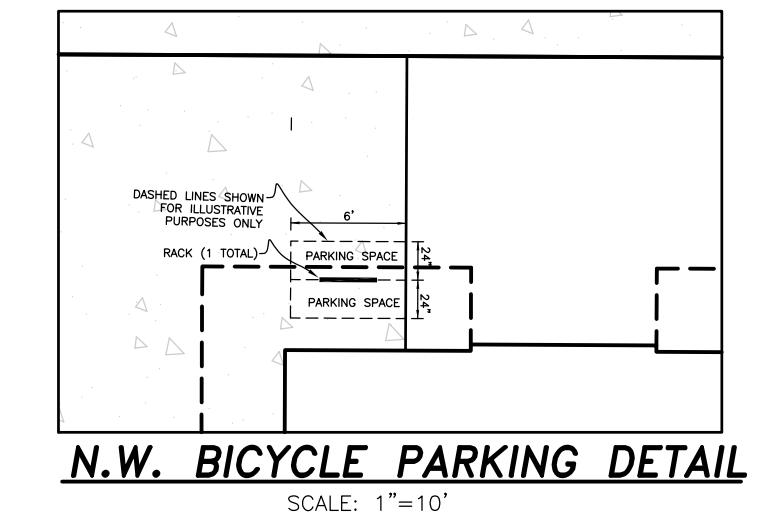 DASHED LINES SHOWN
FOR ILLUSTRATIVE
PURPOSES ONLY
6'
RACK (1 TOTAL)
PARKING SPACE
24"
PARKING SPACE
24"
N.W. BICYCLE PARKING DETAIL
SCALE: 1"=10'